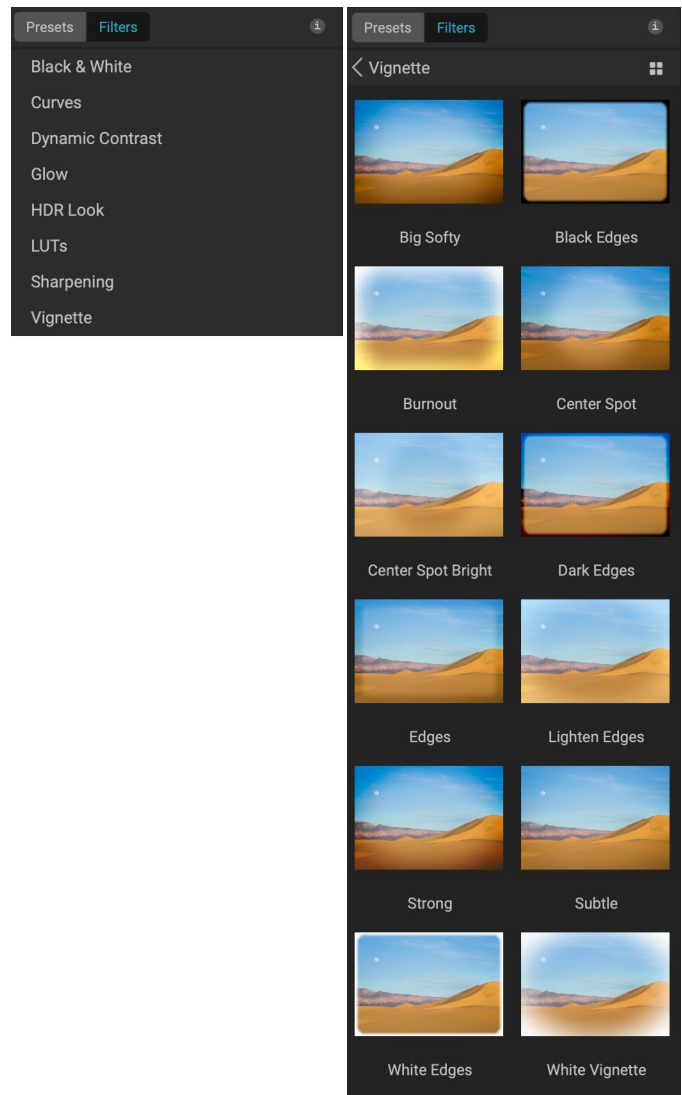 Presets Filters i
Black & White
Curves
Dynamic Contrast
Glow
HDR Look
LUTs
Sharpening
Vignette
Presets Filters i
Vignette
Big Softy Black Edges
Burnout Center Spot
Center Spot Bright Dark Edges
Edges Lighten Edges
Strong Subtle
White Edges White Vignette